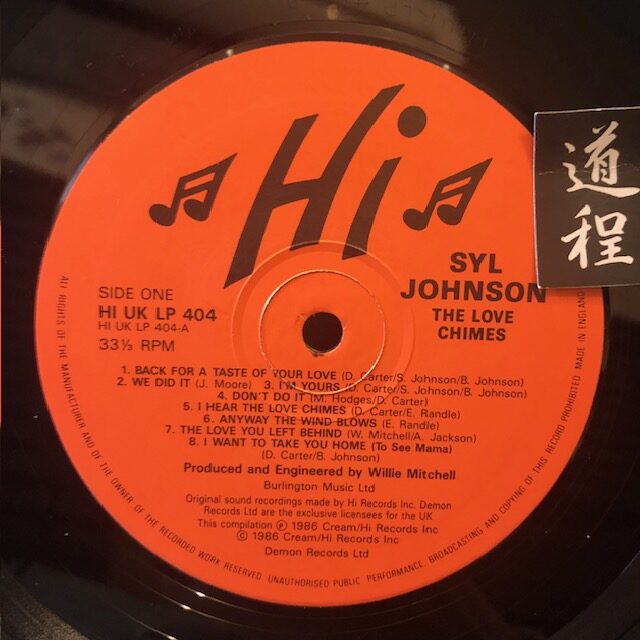 Hi
SYL
JOHNSON
THE LOVE
CHIMES
SIDE ONE
HI UK LP 404
HI UK LP 404-A
33⅓ RPM
1. BACK FOR A TASTE OF YOUR LOVE (D. Carter/S. Johnson/B. Johnson)
2. WE DID IT (J. Moore) 3. I'M YOURS (D. Carter/S. Johnson/B. Johnson)
4. DON'T DO IT (M. Hodges/D. Carter)
5. I HEAR THE LOVE CHIMES (D. Carter/E. Randle)
6. ANYWAY THE WIND BLOWS (E. Randle)
7. THE LOVE YOU LEFT BEHIND (W. Mitchell/A. Jackson)
8. I WANT TO TAKE YOU HOME (To See Mama)
(D. Carter/B. Johnson)
Produced and Engineered by Willie Mitchell
Burlington Music Ltd
Original sound recordings made by Hi Records Inc. Demon
Records Ltd are the exclusive licensees for the UK
This compilation ℗ 1986 Cream/Hi Records Inc
© 1986 Cream/Hi Records Inc
Demon Records Ltd
ALL RIGHTS OF THE MANUFACTURER AND OF THE OWNER OF THE RECORDED WORK RESERVED. UNAUTHORISED PUBLIC PERFORMANCE, BROADCASTING AND COPYING OF THIS RECORD PROHIBITED MADE IN ENGLAND
道程